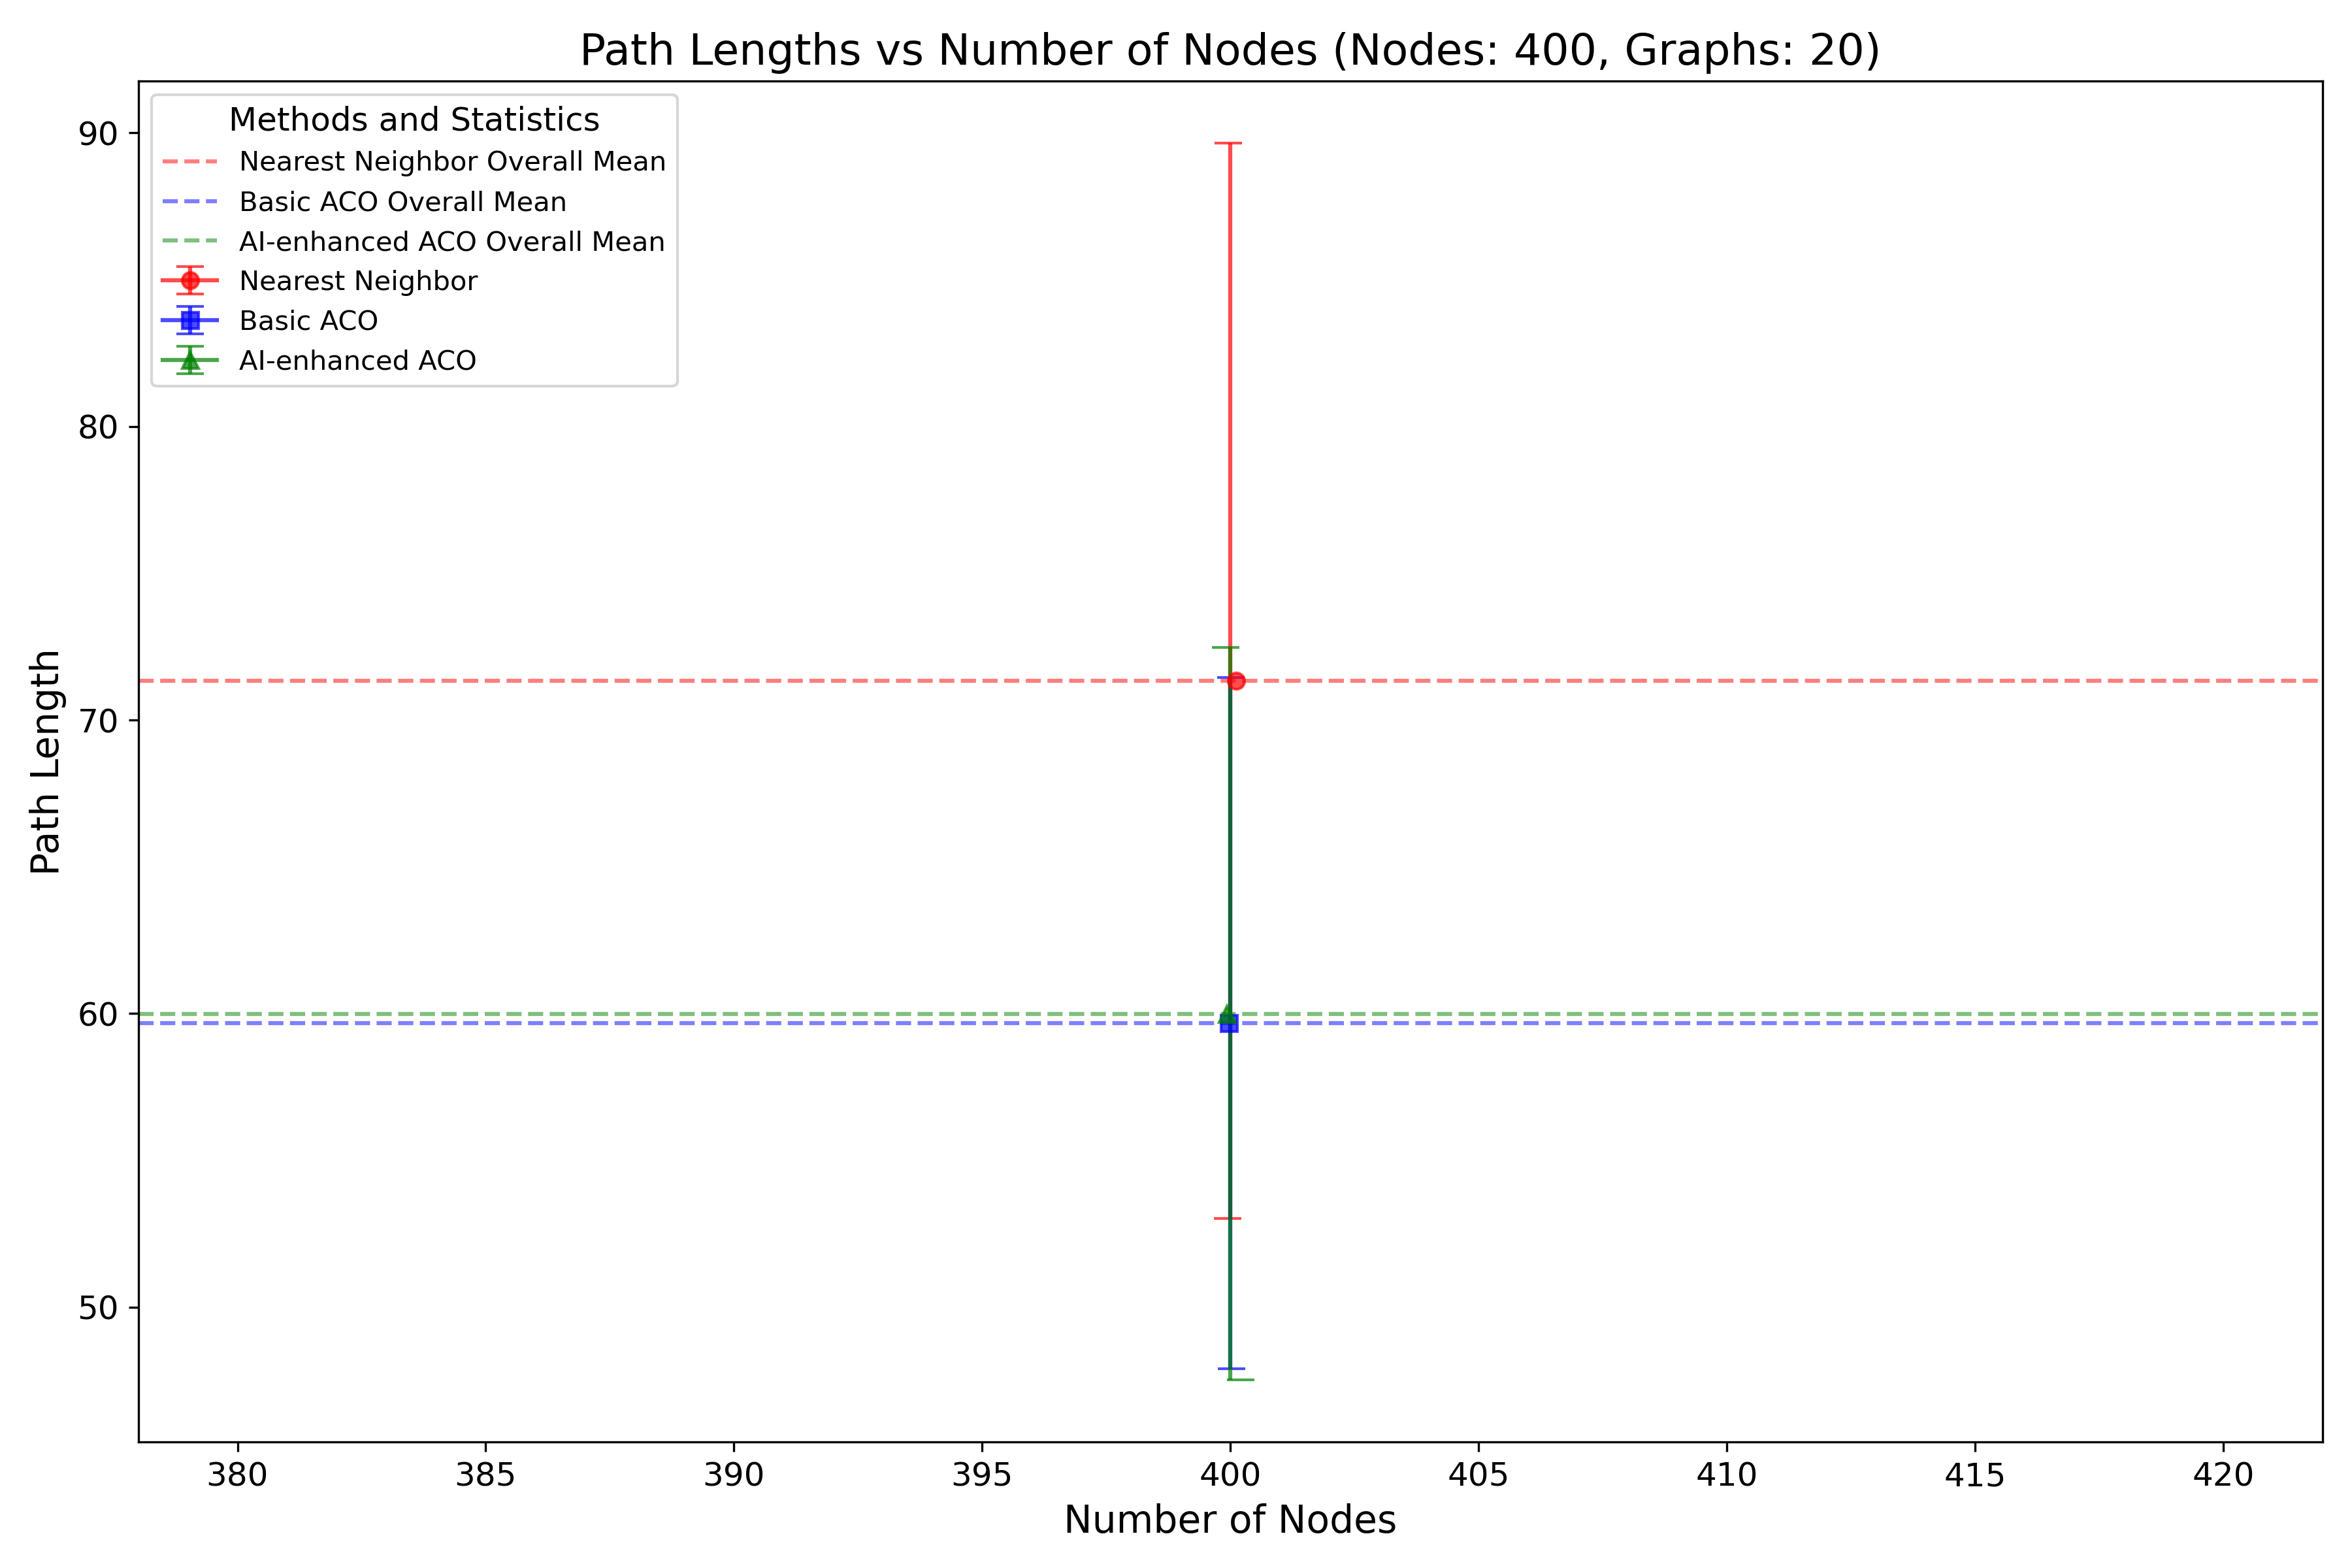 Path Lengths vs Number of Nodes (Nodes: 400, Graphs: 20)
Methods and Statistics
Nearest Neighbor Overall Mean
Basic ACO Overall Mean
AI-enhanced ACO Overall Mean
Nearest Neighbor
Basic ACO
AI-enhanced ACO
Path Length
90
80
70
60
50
380 385 390 395 400 405 410 415 420
Number of Nodes